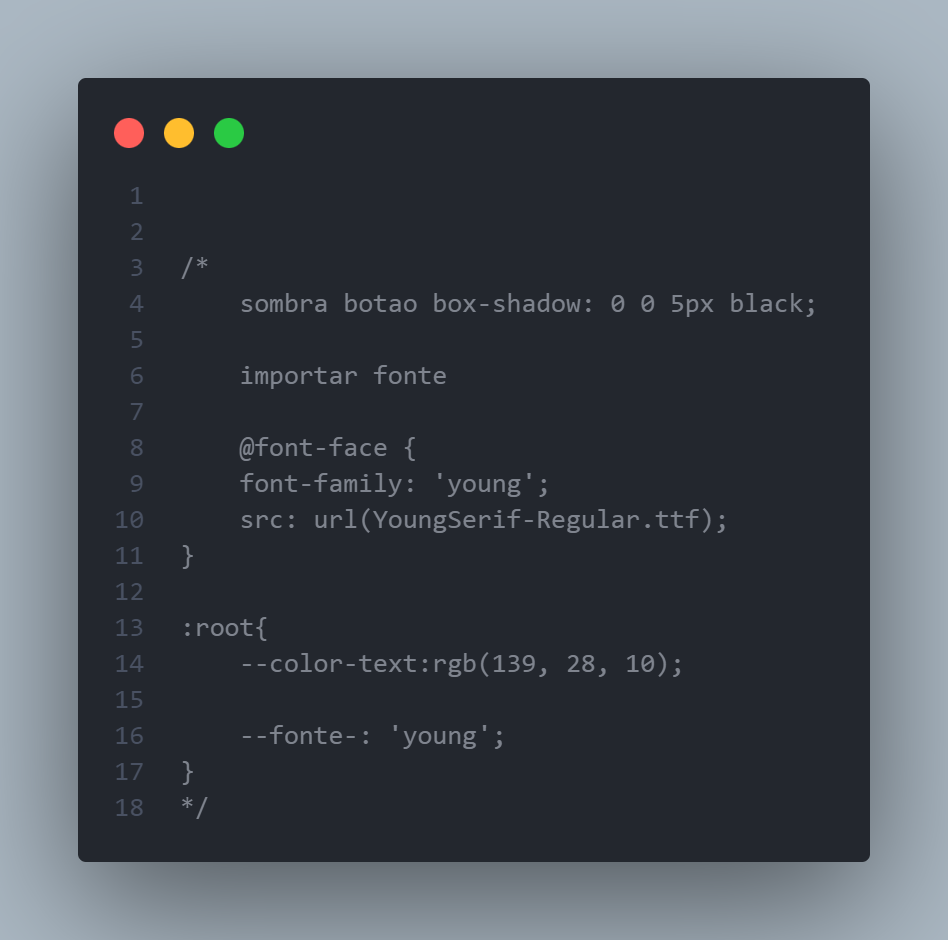 1
2
3 /*
4     sombra botao box-shadow: 0 0 5px black;
5
6     importar fonte
7
8     @font-face {
9     font-family: 'young';
10     src: url(YoungSerif-Regular.ttf);
11 }
12
13 :root{
14     --color-text:rgb(139, 28, 10);
15
16     --fonte-: 'young';
17 }
18 */